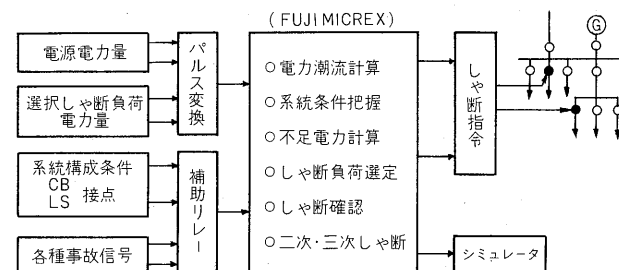 (FUJI MICREX)
電源電力量
選択しゃ断負荷
電力量
パルス変換
系統構成条件
CB
LS 接点
各種事故信号
補助リレー
○電力潮流計算
○系統条件把握
○不足電力計算
○しゃ断負荷選定
○しゃ断確認
○二次・三次しゃ断
しゃ断指令
シミュレータ
G